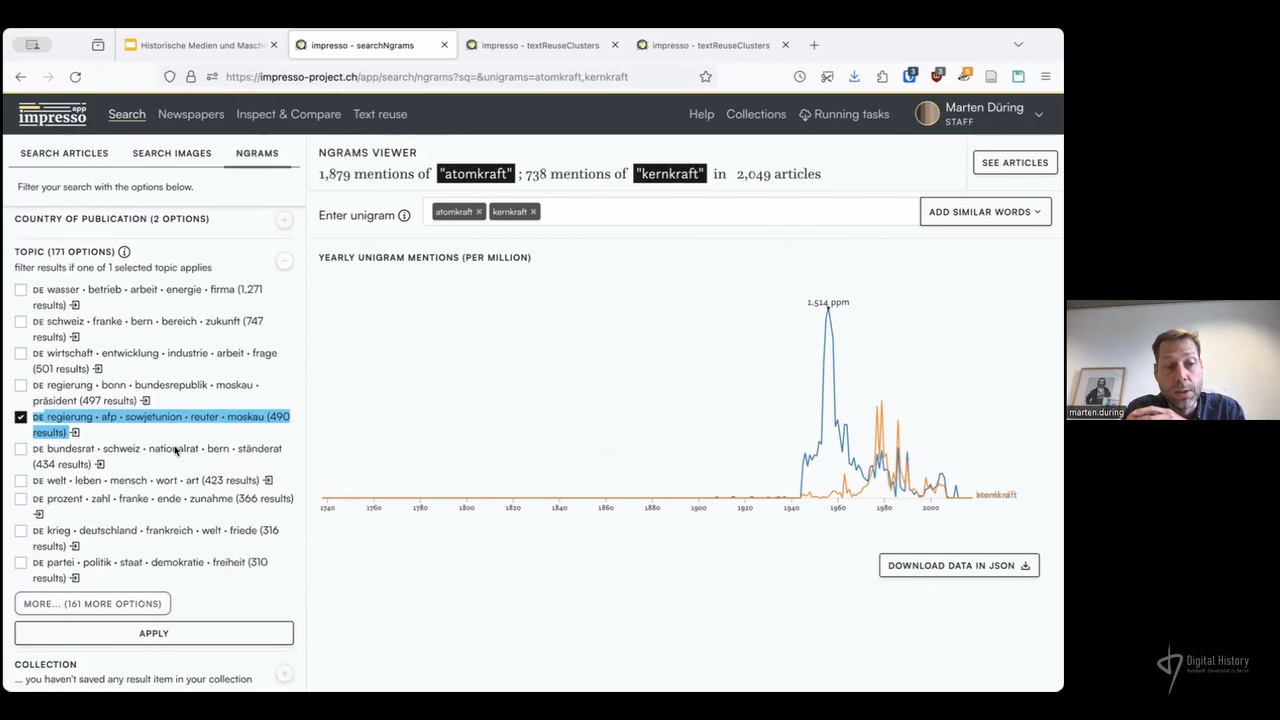 Historische Medien und Maschi
impresso - searchNgrams
impresso - textReuseClusters
impresso - textReuseClusters
https://impresso-project.ch/app/search/ngrams?sq=&unigrams=atomkraft,kernkraft
3
3
6
impresso app
Search
Newspapers
Inspect & Compare
Text reuse
Help
Collections
Running tasks
Marten Düring
STAFF
SEARCH ARTICLES
SEARCH IMAGES
NGRAMS
Filter your search with the options below.
COUNTRY OF PUBLICATION (2 OPTIONS)
TOPIC (171 OPTIONS)
filter results if one of 1 selected topic applies
DE wasser · betrieb · arbeit · energie · firma (1,271
results)
DE schweiz · franke · bern · bereich · zukunft (747
results)
DE wirtschaft · entwicklung · industrie · arbeit · frage
(501 results)
DE regierung · bonn · bundesrepublik · moskau ·
präsident (497 results)
DE regierung · afp · sowjetunion · reuter · moskau (490
results)
DE bundesrat · schweiz · nationalrat · bern · ständerat
(434 results)
DE welt · leben · mensch · wort · art (423 results)
DE prozent · zahl · franke · ende · zunahme (366 results)
DE krieg · deutschland · frankreich · welt · friede (316
results)
DE partei · politik · staat · demokratie · freiheit (310
results)
MORE... (161 MORE OPTIONS)
APPLY
COLLECTION
... you haven't saved any result item in your collection
NGRAMS VIEWER
1,879 mentions of "atomkraft" ; 738 mentions of "kernkraft" in 2,049 articles
SEE ARTICLES
Enter unigram
atomkraft
kernkraft
ADD SIMILAR WORDS
YEARLY UNIGRAM MENTIONS (PER MILLION)
1.514 ppm
1740 1760 1780 1800 1820 1840 1860 1880 1900 1920 1940 1960 1980 2000
DOWNLOAD DATA IN JSON
marten.during
Digital History
Humboldt-Universität zu Berlin